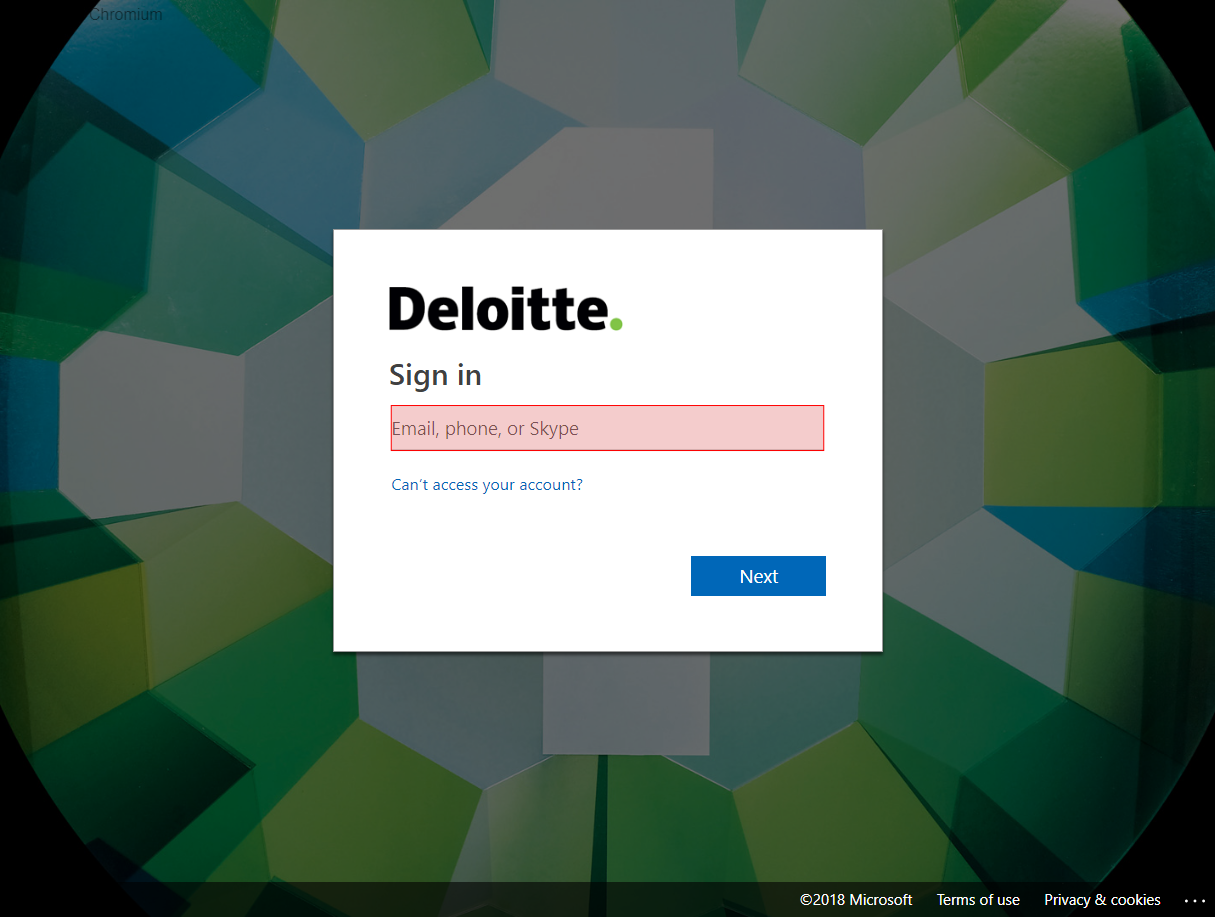 Chromium
Deloitte.
Sign in
Email, phone, or Skype
Can't access your account?
Next
©2018 Microsoft Terms of use Privacy & cookies ...